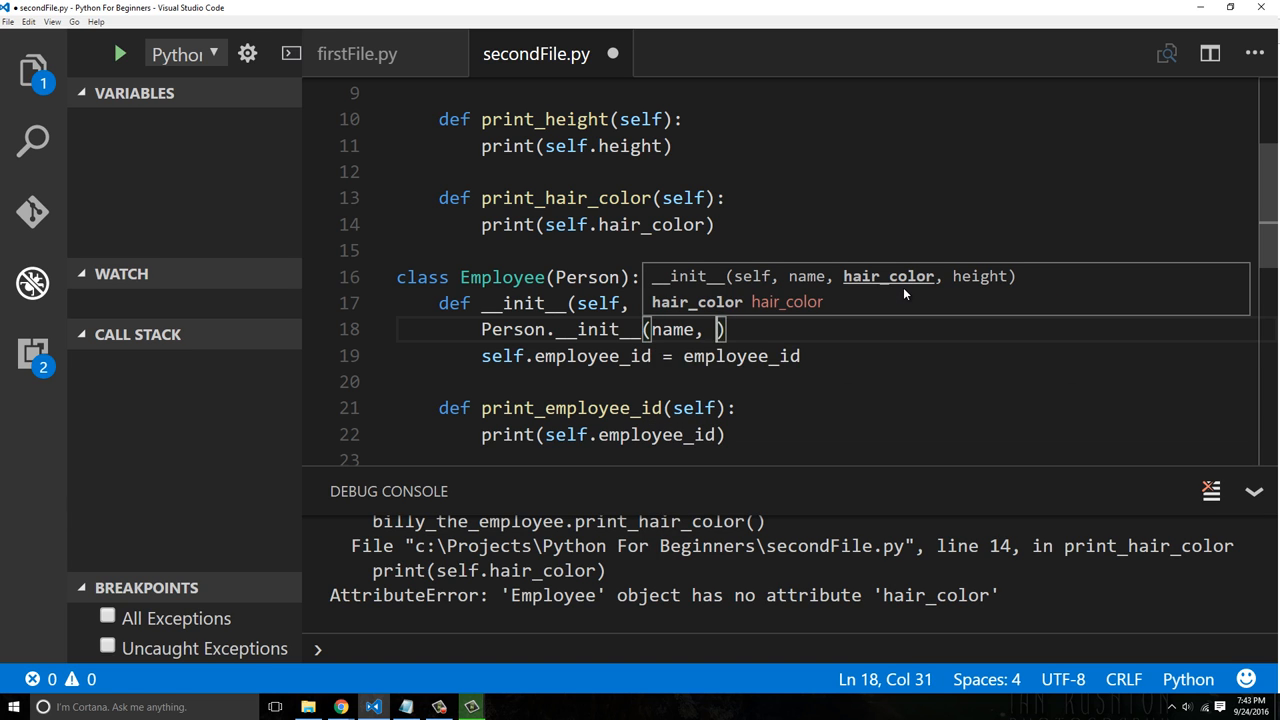 secondFile.py - Python For Beginners - Visual Studio Code
File Edit View Go Help
1
2
Pythor
firstFile.py
secondFile.py
VARIABLES
WATCH
CALL STACK
BREAKPOINTS
All Exceptions
Uncaught Exceptions
9
10 def print_height(self):
11 print(self.height)
12
13 def print_hair_color(self):
14 print(self.hair_color)
15
16 class Employee(Person):
17 def __init__(self,
18 Person.__init__(name, )
19 self.employee_id = employee_id
20
21 def print_employee_id(self):
22 print(self.employee_id)
23
__init__(self, name, hair_color, height)
hair_color hair_color
DEBUG CONSOLE
billy_the_employee.print_hair_color()
File "c:\Projects\Python For Beginners\secondFile.py", line 14, in print_hair_color
print(self.hair_color)
AttributeError: 'Employee' object has no attribute 'hair_color'
0 0
Ln 18, Col 31 Spaces: 4 UTF-8 CRLF Python
I'm Cortana. Ask me anything.
7:43 PM
9/24/2016